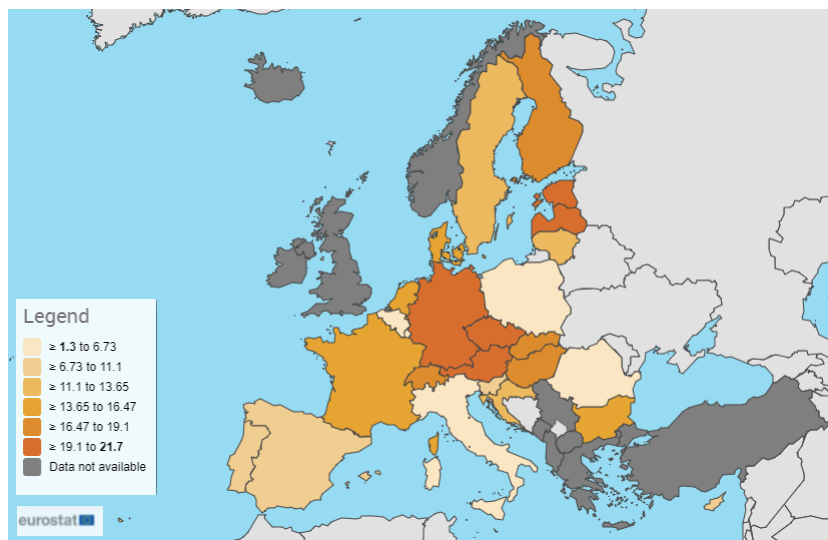 Legend
≥ 1.3 to 6.73
≥ 6.73 to 11.1
≥ 11.1 to 13.65
≥ 13.65 to 16.47
≥ 16.47 to 19.1
≥ 19.1 to 21.7
Data not available
eurostat